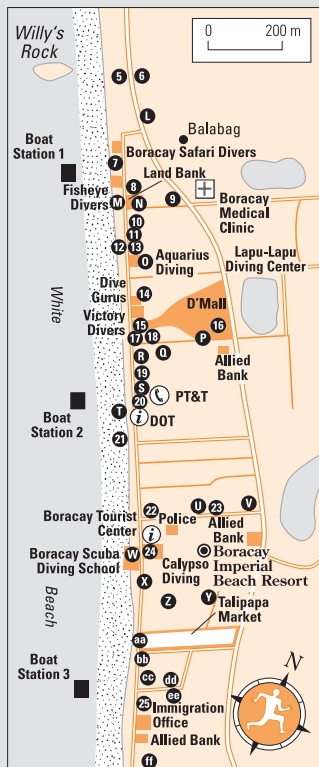 Willy's
Rock
0 200 m
5
6
L
Balabag
Boat
Station 1
Boracay Safari Divers
7
Land Bank
Fisheye
Divers
8
M
N
9
Boracay
Medical
Clinic
10
11
12
13
O
Aquarius
Diving
Lapu-Lapu
Diving Center
White
Dive
Gurus
14
D'Mall
Victory
Divers
15
16
17
18
P
R
Q
Allied
Bank
19
S
PT&T
20
Boat
Station 2
T
i
DOT
21
22
U
23
V
Boracay Tourist
Center
Police
Allied
Bank
i
Boracay Scuba
Diving School
W
24
Calypso
Diving
Boracay
Imperial
Beach Resort
X
Z
Y
Talipapa
Market
Beach
aa
bb
Boat
Station 3
cc
dd
ee
N
25
Immigration
Office
Allied Bank
ff